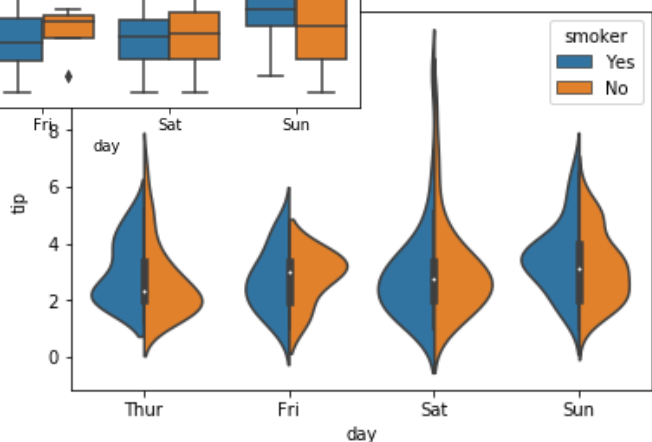 Fri Sat Sun
day
smoker
Yes
No
8
6
4
2
0
tip
Thur Fri Sat Sun
day